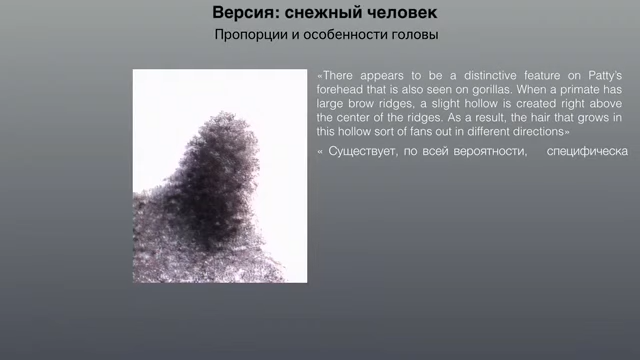 Версия: снежный человек
Пропорции и особенности головы
«There appears to be a distinctive feature on Patty's
forehead that is also seen on gorillas. When a primate has
large brow ridges, a slight hollow is created right above
the center of the ridges. As a result, the hair that grows in
this hollow sort of fans out in different directions»
« Существует, по всей вероятности, специфическа